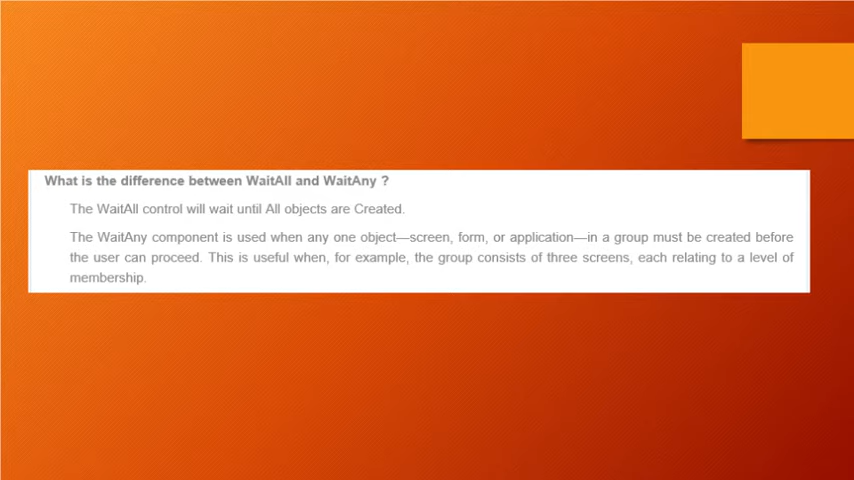 What is the difference between WaitAll and WaitAny ?
The WaitAll control will wait until All objects are Created.
The WaitAny component is used when any one object—screen, form, or application—in a group must be created before
the user can proceed. This is useful when, for example, the group consists of three screens, each relating to a level of
membership.